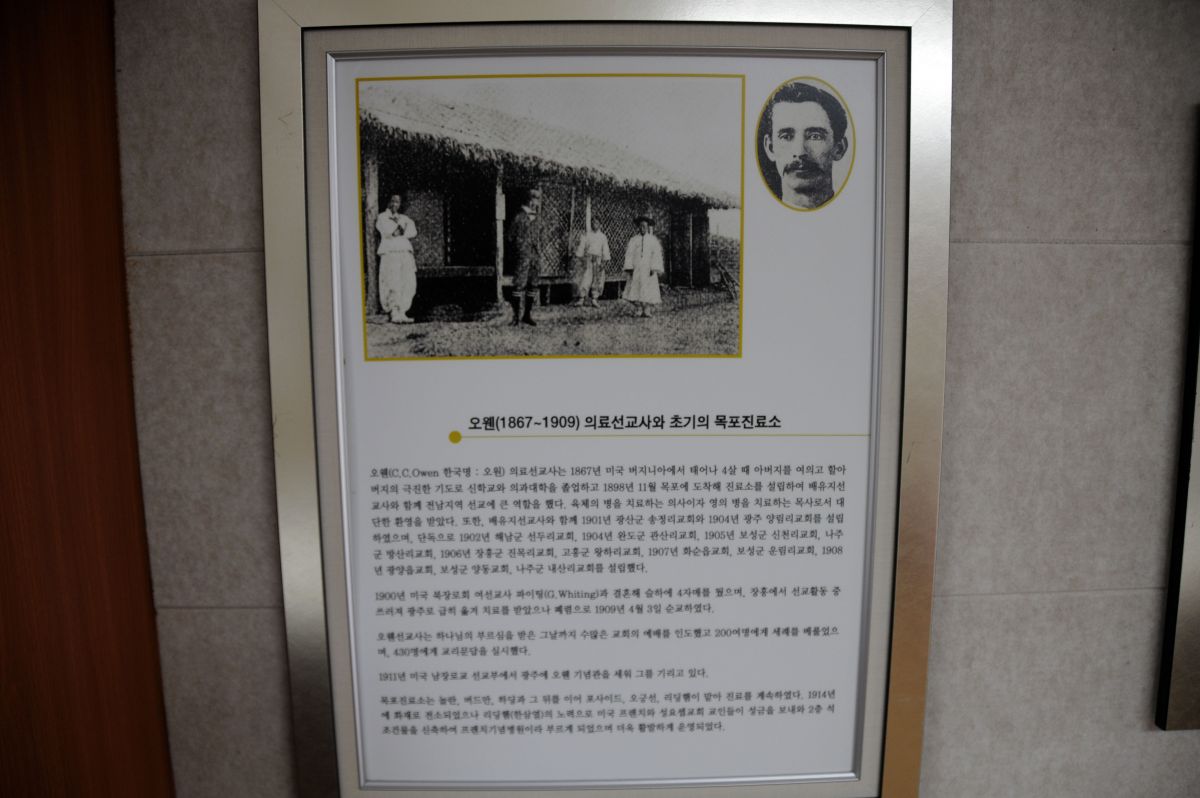 오웬(1867~1909) 의료선교사와 초기의 목포진료소
오웬(C.C.Owen 한국명 : 오원) 의료선교사는 1867년 미국 버지니아에서 태어나 4살 때 아버지를 여의고 할아
버지의 극진한 기도로 신학교와 의과대학을 졸업하고 1898년 11월 목포에 도착해 진료소를 설립하여 배유지선
교사와 함께 전남지역 선교에 큰 역할을 했다. 육체의 병을 치료하는 의사이자 영의 병을 치료하는 목사로서 대
단한 환영을 받았다. 또한, 배유지선교사와 함께 1901년 광산군 송정리교회와 1904년 광주 양림리교회를 설립
하였으며, 단독으로 1902년 해남군 선두리교회, 1904년 완도군 관산리교회, 1905년 보성군 신천리교회, 나주
군 방산리교회, 1906년 장흥군 진목리교회, 고흥군 왕하리교회, 1907년 화순읍교회, 보성군 운림리교회, 1908
년 광양읍교회, 보성군 양동교회, 나주군 내산리교회를 설립했다.
1900년 미국 북장로회 여선교사 파이팅(G.Whiting)과 결혼해 슬하에 4자매를 뒀으며, 장흥에서 선교활동 중
쓰러져 광주로 급히 옮겨 치료를 받았으나 폐렴으로 1909년 4월 3일 순교하였다.
오웬선교사는 하나님의 부르심을 받은 그날까지 수많은 교회의 예배를 인도했고 200여명에게 세례를 베풀었으
며, 430명에게 교리문답을 실시했다.
1911년 미국 남장로교 선교부에서 광주에 오웬 기념관을 세워 그를 기리고 있다.
목포진료소는 놀란, 버드만, 하딩과 그 뒤를 이어 포사이드, 오긍선, 리딩햄이 맡아 진료를 계속하였다. 1914년
에 화재로 전소되었으나 리딩햄(한삼열)의 노력으로 미국 프렌치와 성요셉교회 교인들이 성금을 보내와 2층 석
조건물을 신축하여 프렌치기념병원이라 부르게 되었으며 더욱 활발하게 운영되었다.